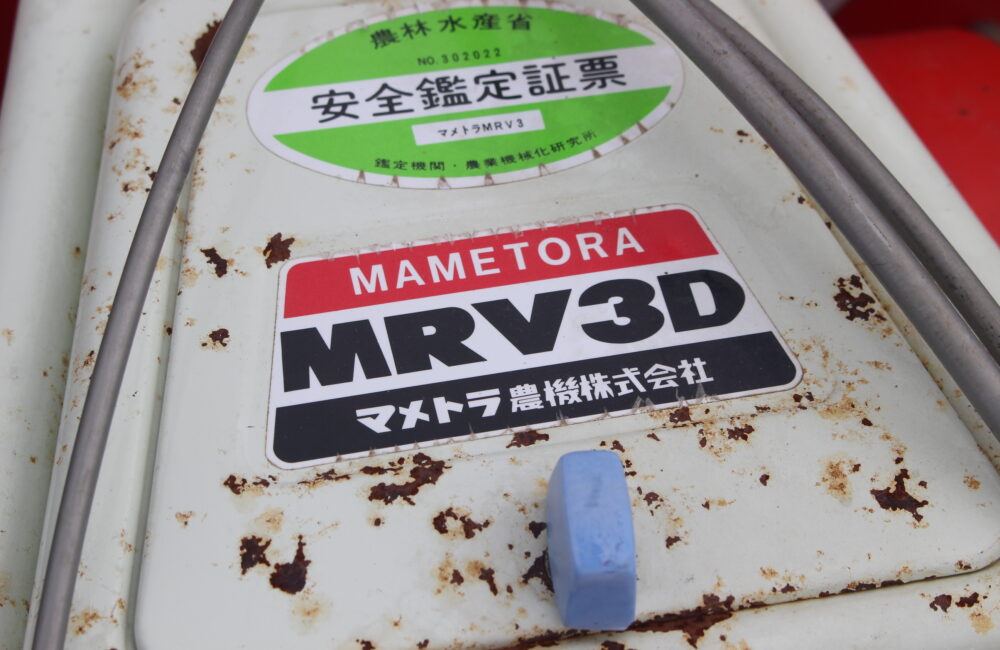 農林水産省
NO.302022
安全鑑定証票
マメトラMRV3
鑑定機関・農業機械化研究所
MAMETORA
MRV3D
マメトラ農機株式会社